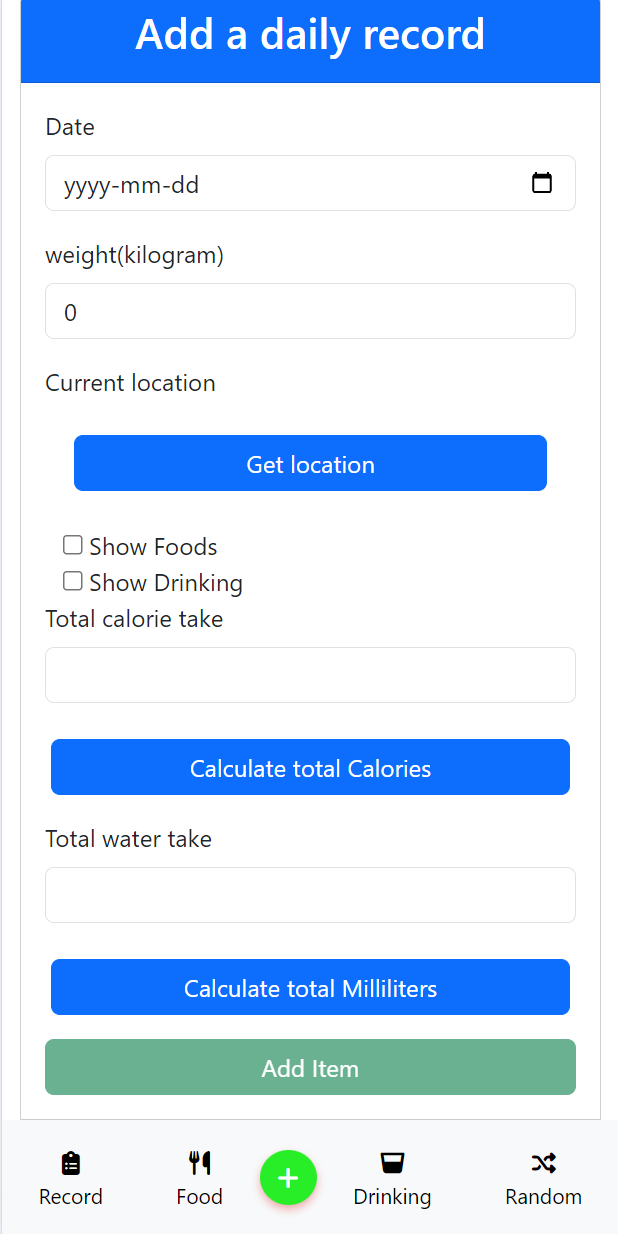 Add a daily record
Date
yyyy-mm-dd
weight(kilogram)
0
Current location
Get location
Show Foods
Show Drinking
Total calorie take
Calculate total Calories
Total water take
Calculate total Milliliters
Add Item
Record Food + Drinking Random